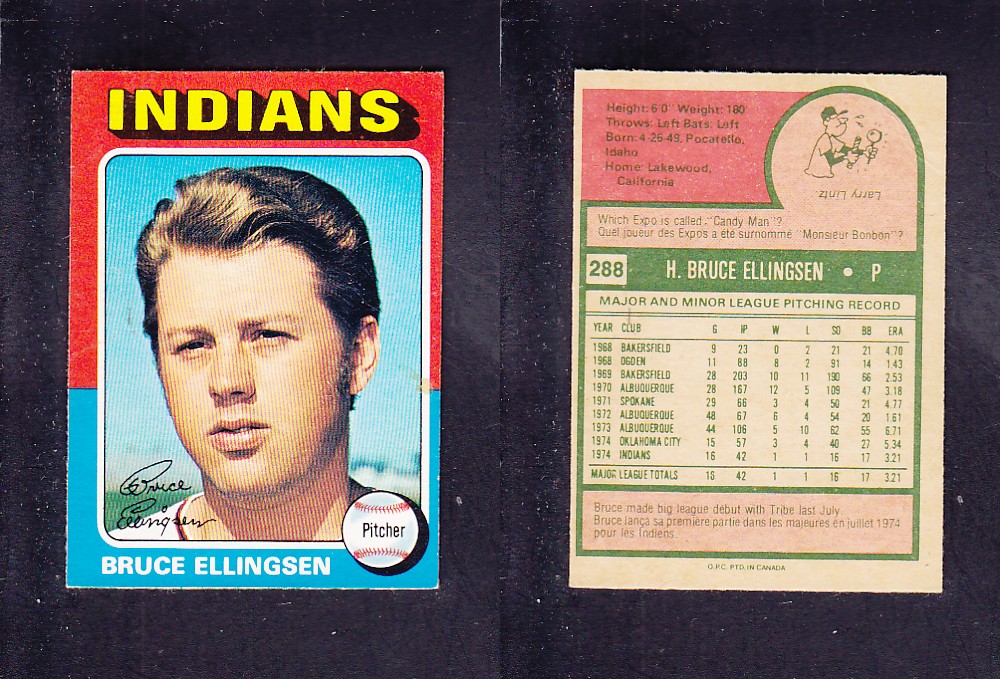 INDIANS
Bruce
Ellingsen
Pitcher
BRUCE ELLINGSEN
Height: 6'0" Weight: 180
Throws: Left Bats: Left
Born: 4-26-49, Pocatello,
Idaho
Home: Lakewood,
California
Larry Lintz.
Which Expo is called "Candy Man"?
Quel joueur des Expos a été surnommé "Monsieur Bonbon"?
288 H. BRUCE ELLINGSEN • P
MAJOR AND MINOR LEAGUE PITCHING RECORD
YEAR CLUB G IP W L SO BB ERA
1968 BAKERSFIELD 9 23 0 2 21 21 4.70
1968 OGDEN 11 88 8 2 91 14 1.43
1969 BAKERSFIELD 28 203 10 11 190 66 2.53
1970 ALBUQUERQUE 28 167 12 5 109 47 3.18
1971 SPOKANE 29 66 3 4 50 21 4.77
1972 ALBUQUERQUE 48 67 6 4 54 20 1.61
1973 ALBUQUERQUE 44 106 5 10 62 55 6.71
1974 OKLAHOMA CITY 15 57 3 4 40 27 5.34
1974 INDIANS 16 42 1 1 16 17 3.21
MAJOR LEAGUE TOTALS 16 42 1 1 16 17 3.21
Bruce made big league debut with Tribe last July.
Bruce lança sa premiere partie dans les majeures en juillet 1974
pour les Indiens.
O.P.C. PTD. IN CANADA